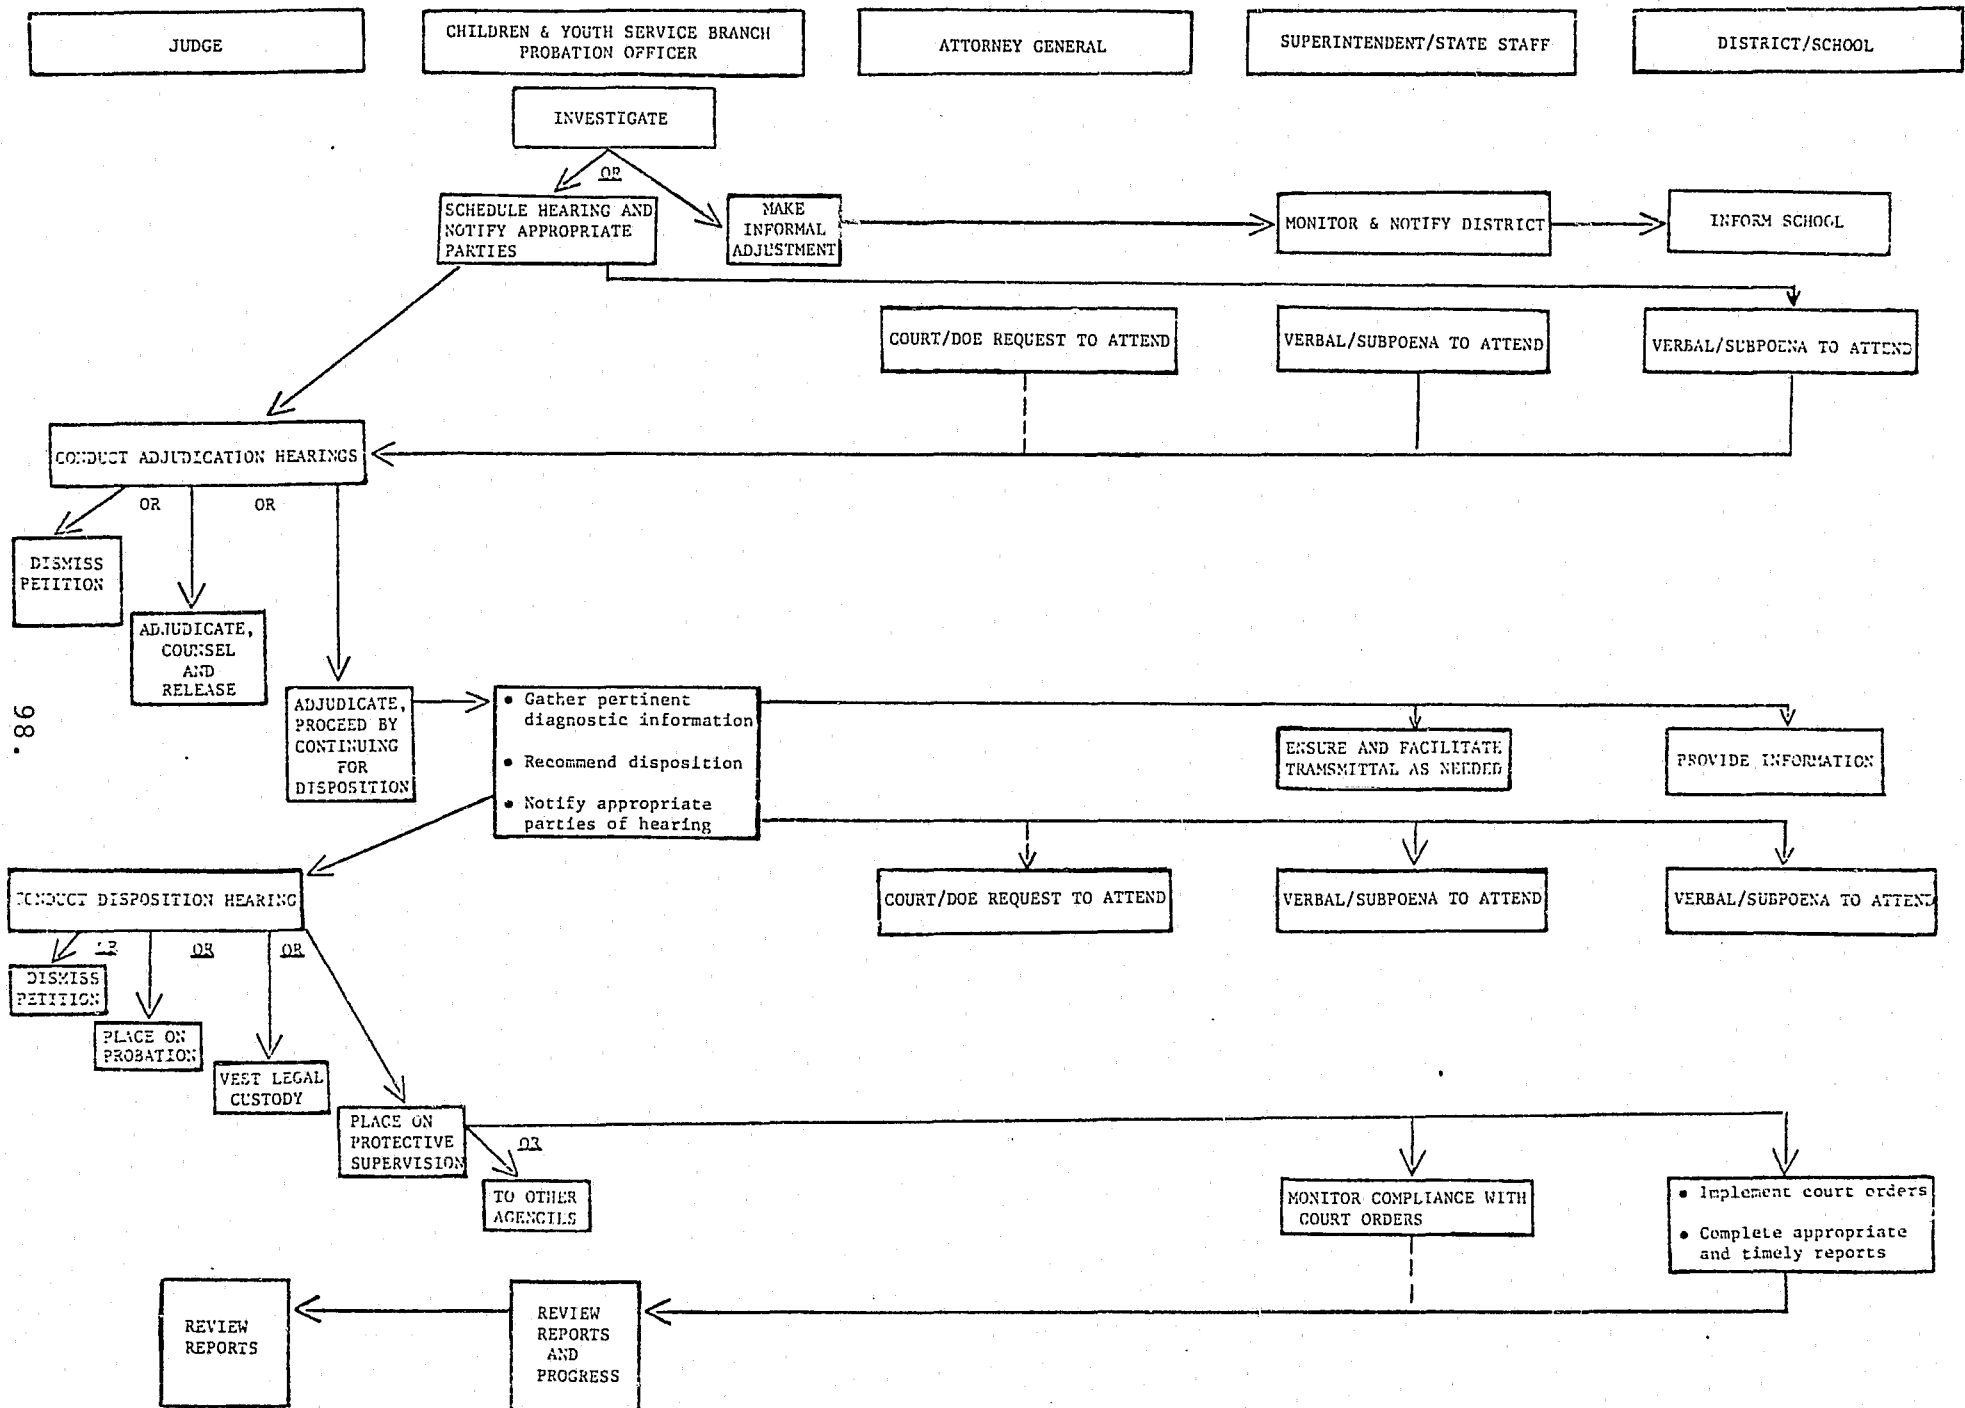 JUDGE
CHILDREN & YOUTH SERVICE BRANCH
PROBATION OFFICER
ATTORNEY GENERAL
SUPERINTENDENT/STATE STAFF
DISTRICT/SCHOOL
INVESTIGATE
OR
SCHEDULE HEARING AND
NOTIFY APPROPRIATE
PARTIES
MAKE
INFORMAL
ADJUSTMENT
MONITOR & NOTIFY DISTRICT
INFORM SCHOOL
COURT/DOE REQUEST TO ATTEND
VERBAL/SUBPOENA TO ATTEND
VERBAL/SUBPOENA TO ATTEND
CONDUCT ADJUDICATION HEARINGS
OR
OR
DISMISS
PETITION
ADJUDICATE,
COUNSEL
AND
RELEASE
ADJUDICATE,
PROCEED BY
CONTINUING
FOR
DISPOSITION
• Gather pertinent
diagnostic information
• Recommend disposition
• Notify appropriate
parties of hearing
ENSURE AND FACILITATE
TRANSMITTAL AS NEEDED
PROVIDE INFORMATION
98.
CONDUCT DISPOSITION HEARING
COURT/DOE REQUEST TO ATTEND
VERBAL/SUBPOENA TO ATTEND
VERBAL/SUBPOENA TO ATTEND
OR
OR
OR
DISMISS
PETITION
PLACE ON
PROBATION
VEST LEGAL
CUSTODY
PLACE ON
PROTECTIVE
SUPERVISION
OR
TO OTHER
AGENCIES
MONITOR COMPLIANCE WITH
COURT ORDERS
• Implement court orders
• Complete appropriate
and timely reports
REVIEW
REPORTS
REVIEW
REPORTS
AND
PROGRESS